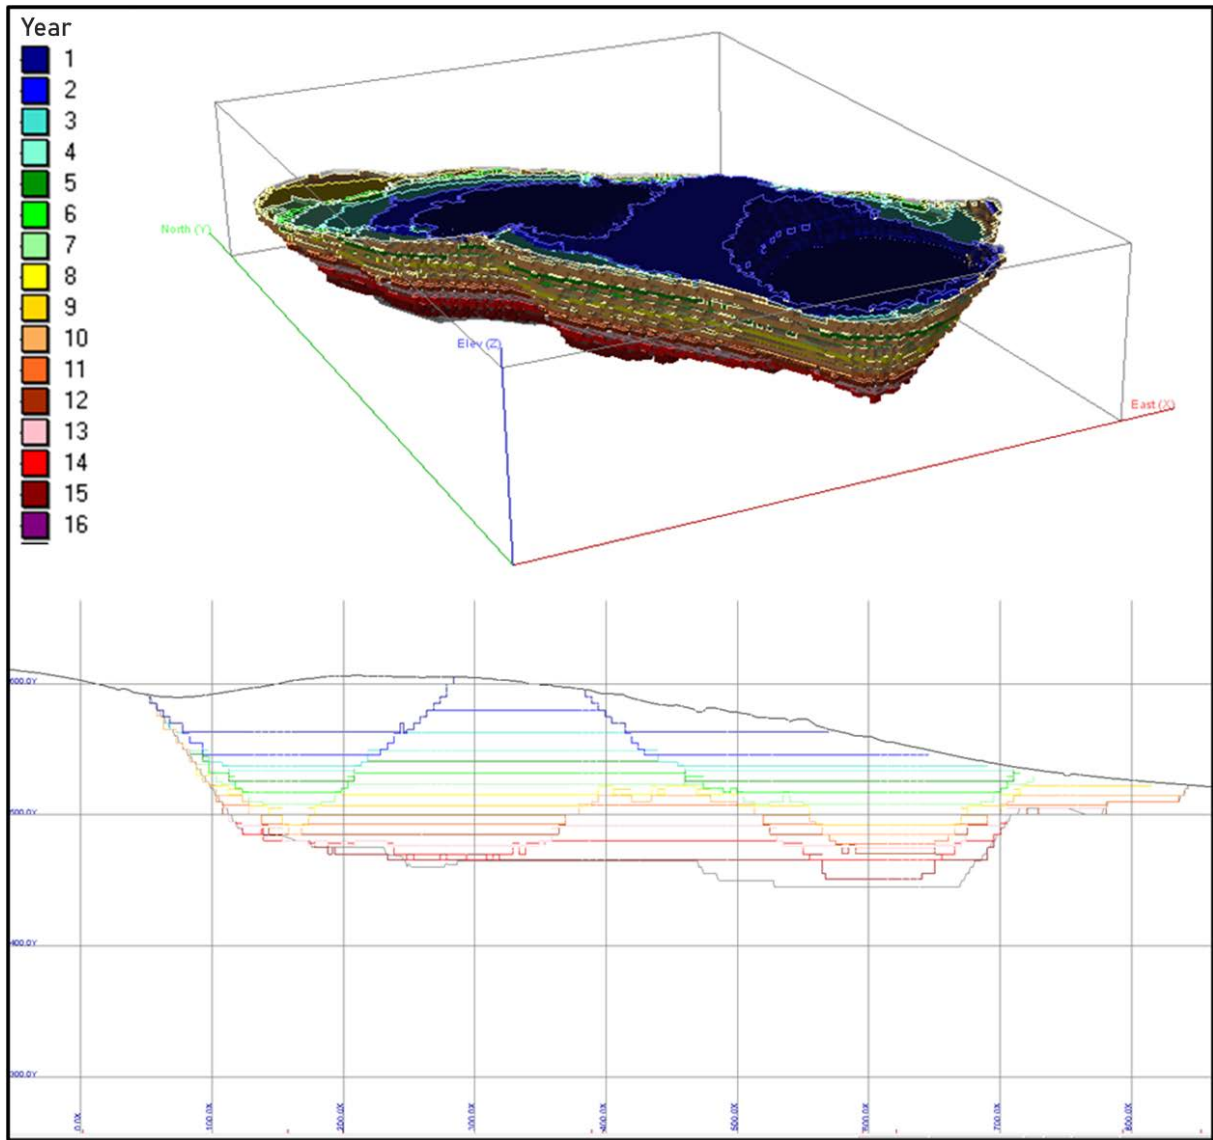 Year
1
2
3
4
5
6
7
8
9
10
11
12
13
14
15
16
North (Y)
Elev (Z)
East (X)
600.0Y
500.0Y
400.0Y
300.0Y
0.0X
100.0X
200.0X
300.0X
400.0X
500.0X
600.0X
700.0X
800.0X